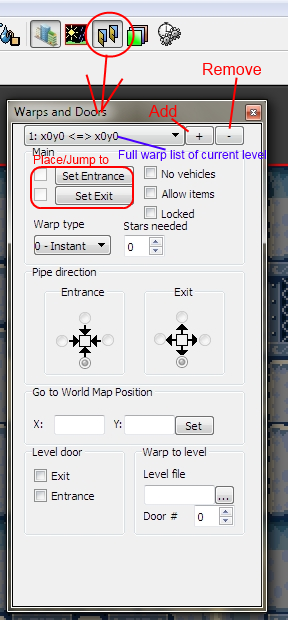 Remove
Warps and Doors
Add
1: x0y0 <=> x0y0
+
-
Full warp list of current level
Main
Place/Jump to
Set Entrance
Set Exit
No vehicles
Allow items
Locked
Warp type
Stars needed
0 - Instant
0
Pipe direction
Entrance
Exit
Go to World Map Position
X:
Y:
Set
Level door
Warp to level
Exit
Level file
Entrance
...
Door #
0